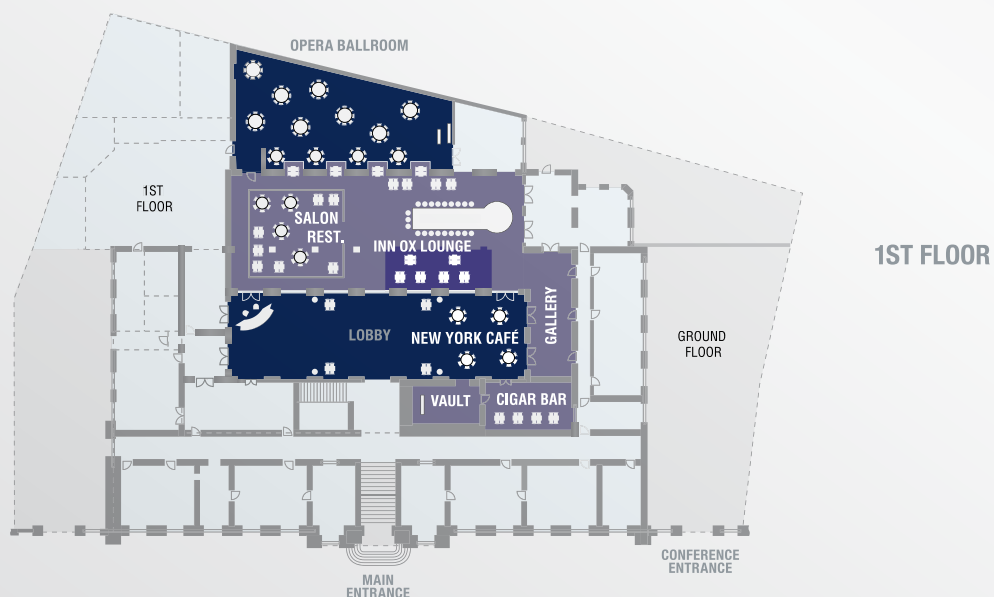 OPERA BALLROOM
1ST
FLOOR
SALON
REST.
INN OX LOUNGE
1ST FLOOR
GALLERY
LOBBY
NEW YORK CAFÉ
GROUND
FLOOR
VAULT
CIGAR BAR
CONFERENCE
ENTRANCE
MAIN
ENTRANCE